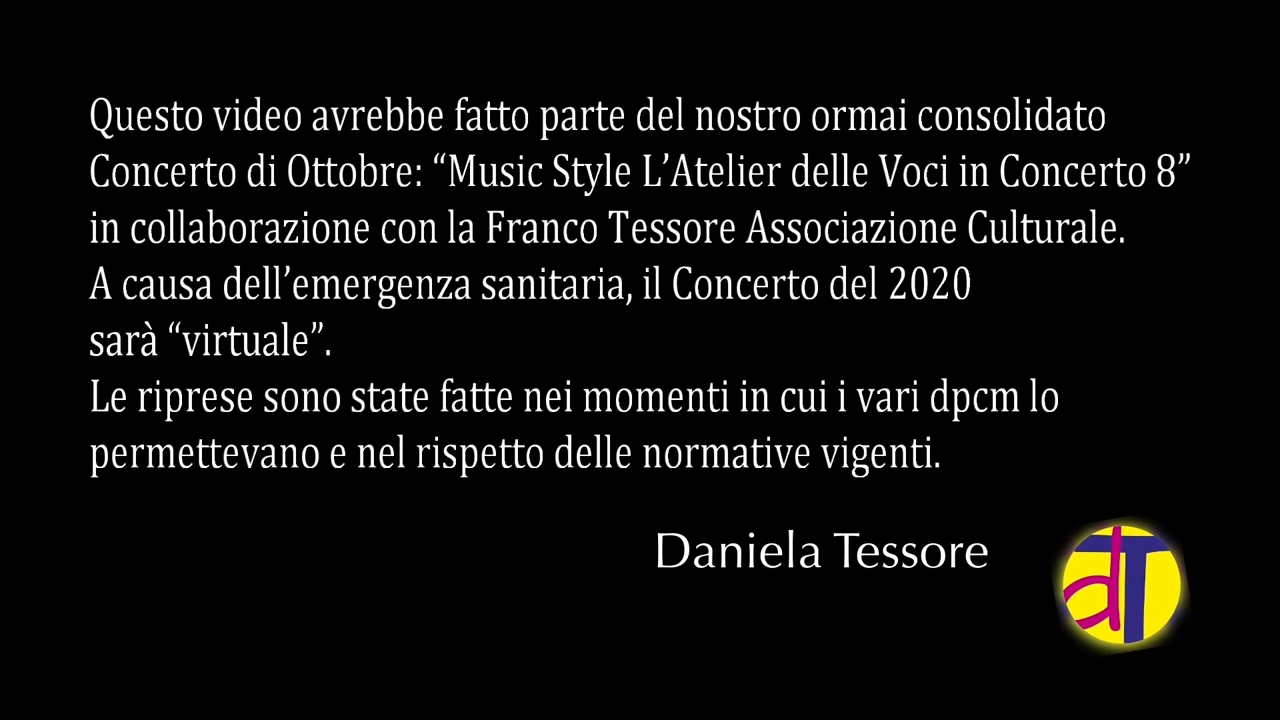 Questo video avrebbe fatto parte del nostro ormai consolidato
Concerto di Ottobre: “Music Style L’Atelier delle Voci in Concerto 8”
in collaborazione con la Franco Tessore Associazione Culturale.
A causa dell’emergenza sanitaria, il Concerto del 2020
sarà “virtuale”.
Le riprese sono state fatte nei momenti in cui i vari dpcm lo
permettevano e nel rispetto delle normative vigenti.
Daniela Tessore
dT